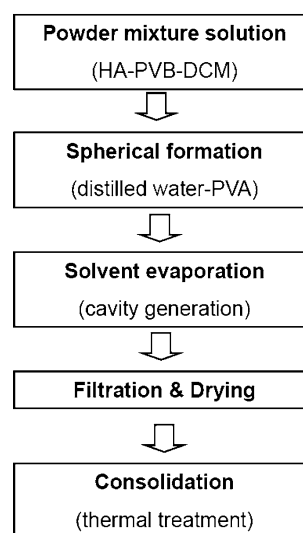 Powder mixture solution
(HA-PVB-DCM)
Spherical formation
(distilled water-PVA)
Solvent evaporation
(cavity generation)
Filtration & Drying
Consolidation
(thermal treatment)